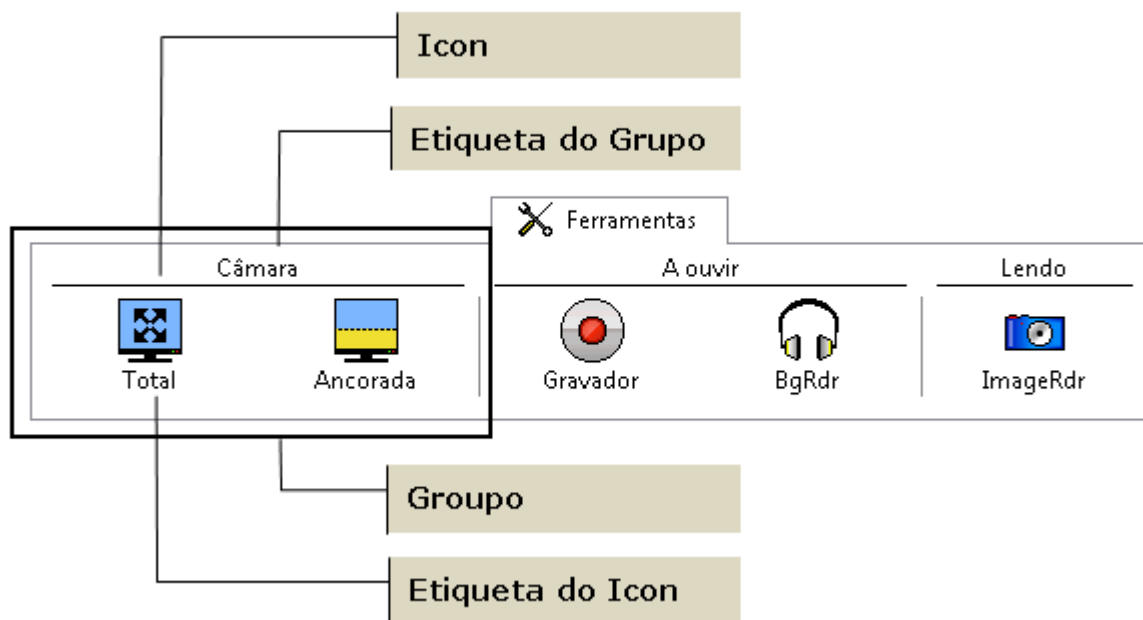 Icon
Etiqueta do Grupo
Ferramentas
Câmara A ouvir Lendo
Total Ancorada Gravador BgRdr ImageRdr
Groupo
Etiqueta do Icon